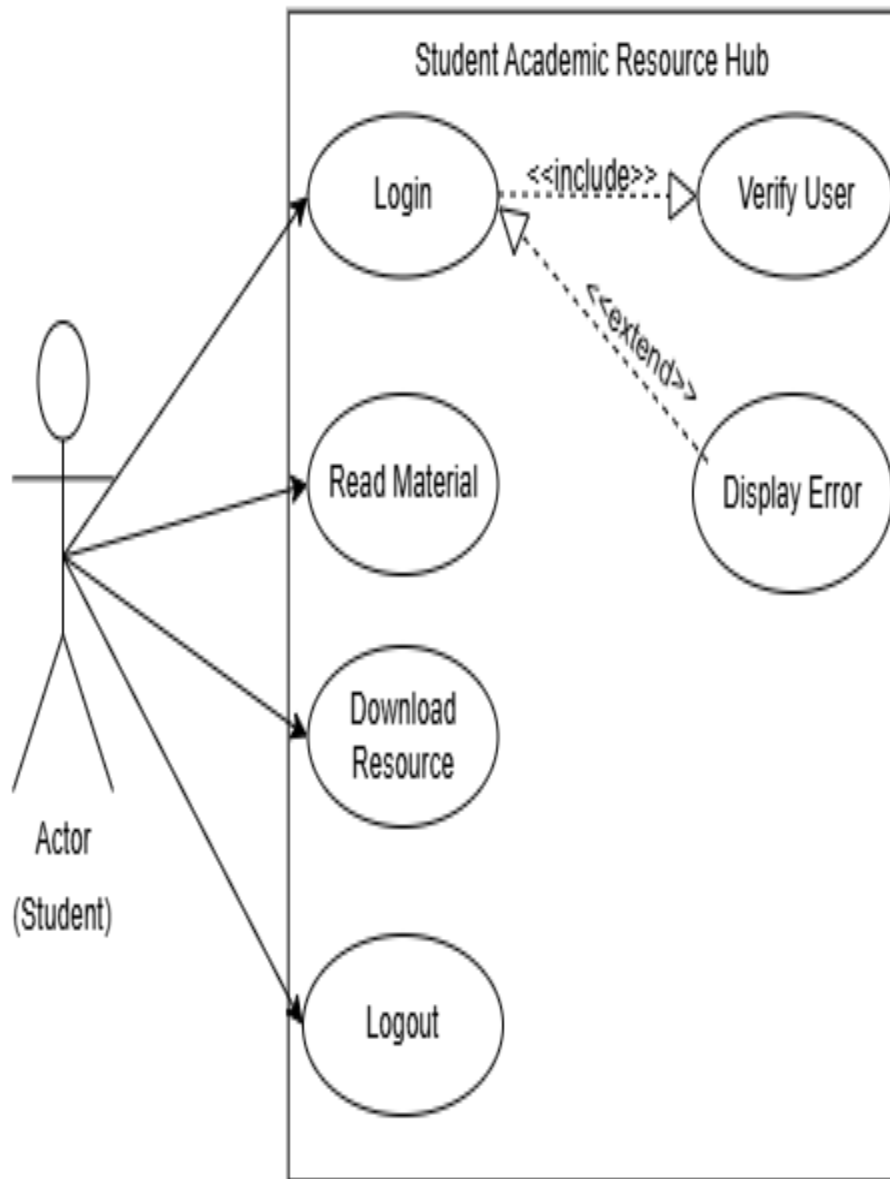 Student Academic Resource Hub
Login
<<include>>
Verify User
<<extend>>
Read Material
Display Error
Download
Resource
Actor
(Student)
Logout